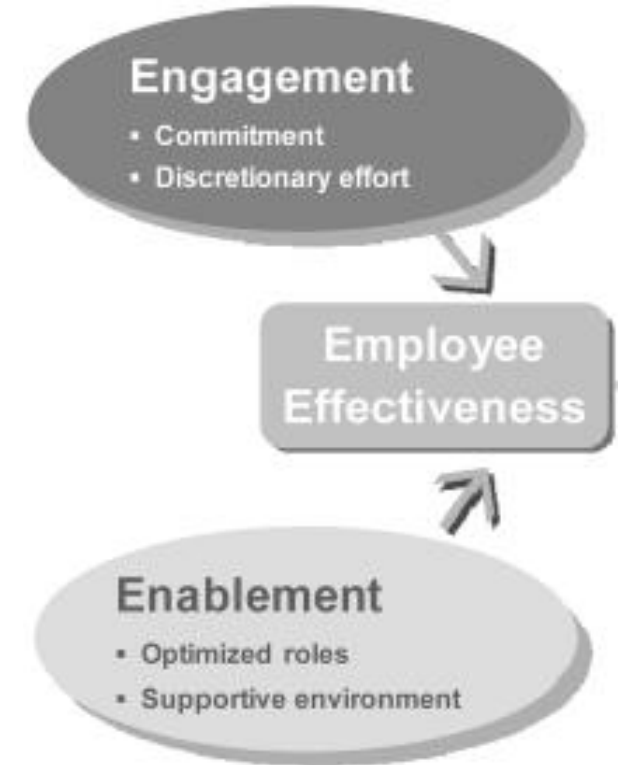 Engagement
▪ Commitment
▪ Discretionary effort
Employee
Effectiveness
Enablement
▪ Optimized roles
▪ Supportive environment